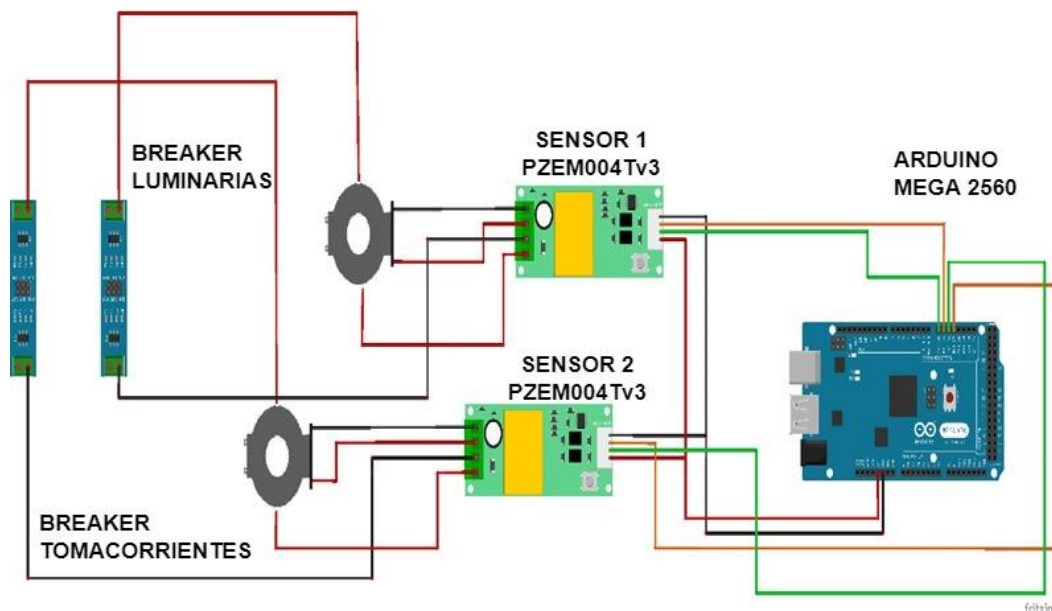 SENSOR 1
PZEM004Tv3
BREAKER
LUMINARIAS
ARDUINO
MEGA 2560
SENSOR 2
PZEM004Tv3
BREAKER
TOMACORRIENTES